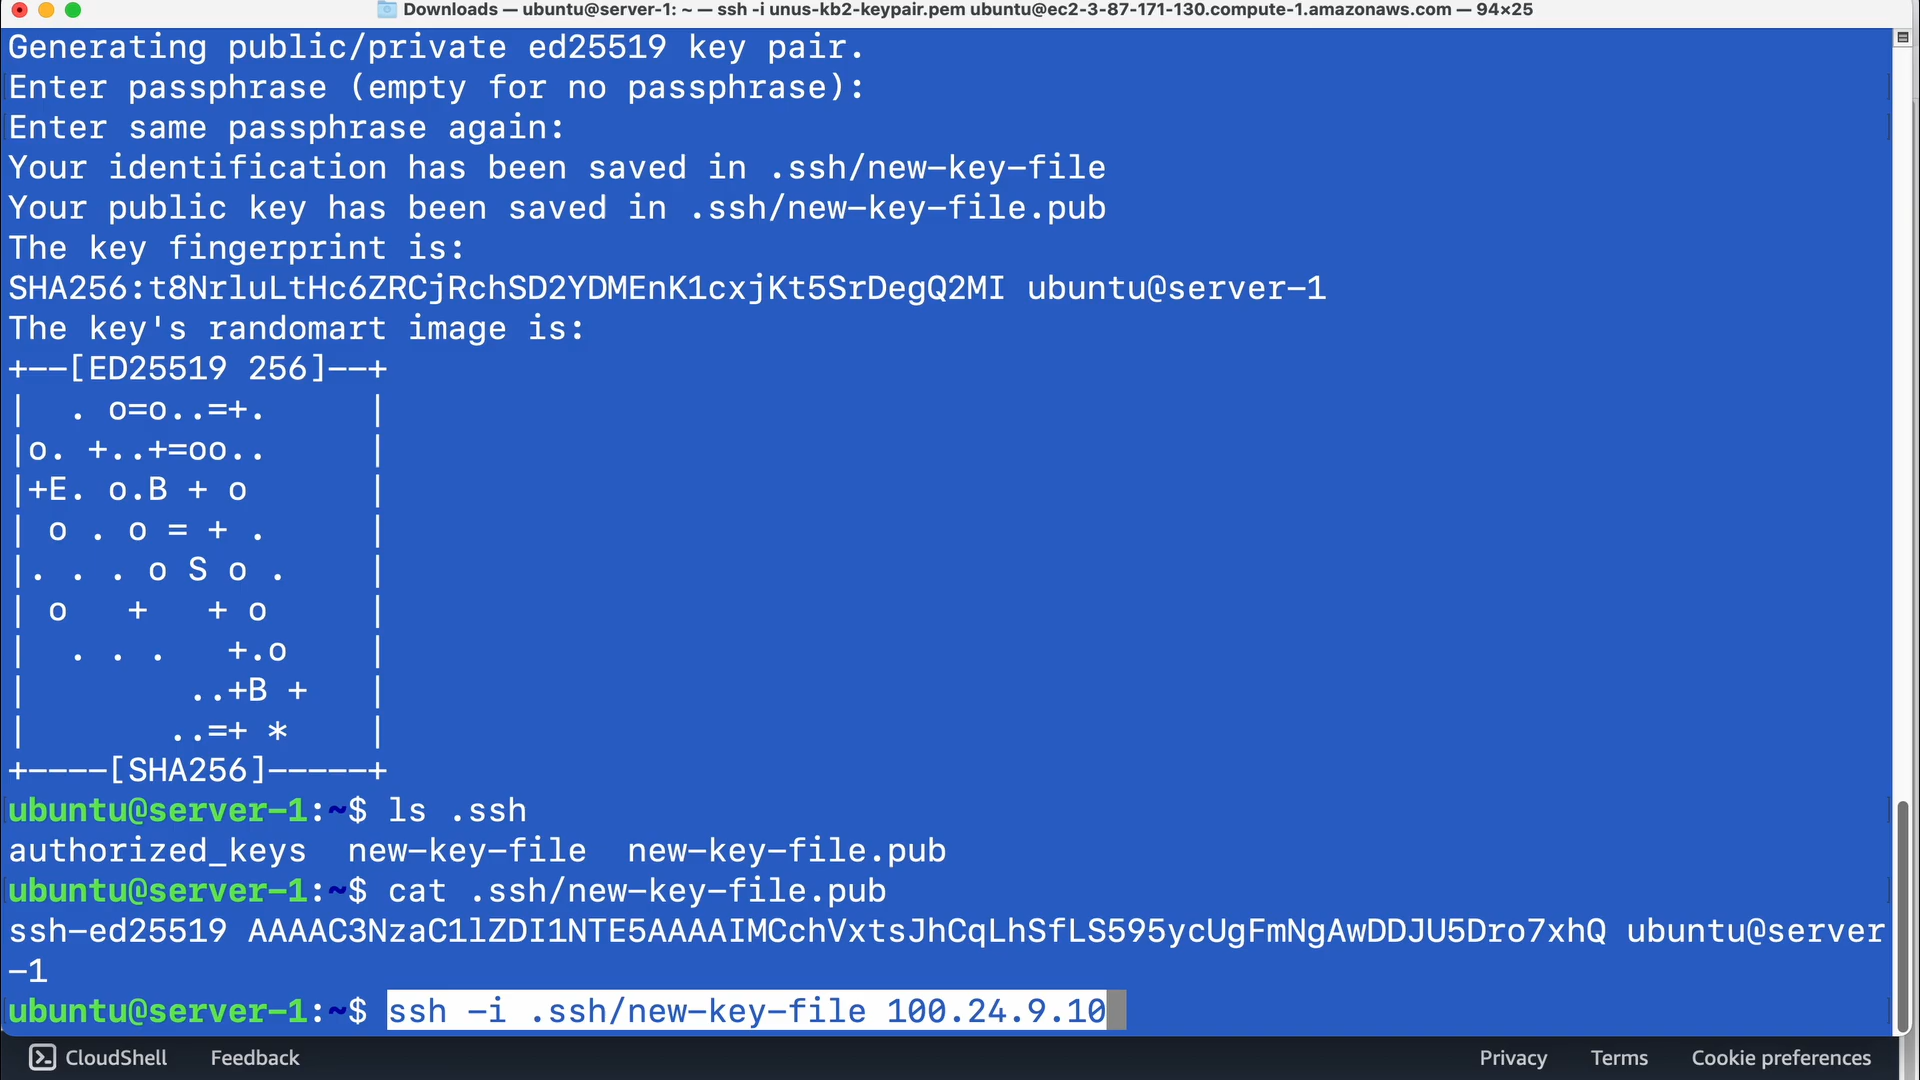 Downloads — ubuntu@server-1: ~ — ssh -i unus-kb2-keypair.pem ubuntu@ec2-3-87-171-130.compute-1.amazonaws.com — 94×25
Generating public/private ed25519 key pair.
Enter passphrase (empty for no passphrase):
Enter same passphrase again:
Your identification has been saved in .ssh/new-key-file
Your public key has been saved in .ssh/new-key-file.pub
The key fingerprint is:
SHA256:t8NrluLtHc6ZRCjRchSD2YDMEnK1cxjKt5SrDegQ2MI ubuntu@server-1
The key's randomart image is:
+--[ED25519 256]--+
|  . o=o..=+.     |
|o. +..+=oo..     |
|+E. o.B + o      |
| o . o = + .     |
|. . . o S o .    |
| o   +   + o     |
|  . . .   +.o    |
|        ..+B +   |
|       ..=+ *    |
+----[SHA256]-----+
ubuntu@server-1:~$ ls .ssh
authorized_keys  new-key-file  new-key-file.pub
ubuntu@server-1:~$ cat .ssh/new-key-file.pub
ssh-ed25519 AAAAC3NzaC1lZDI1NTE5AAAAIMCchVxtsJhCqLhSfLS595ycUgFmNgAwDDJU5Dro7xhQ ubuntu@server
-1
ubuntu@server-1:~$ ssh -i .ssh/new-key-file 100.24.9.10
CloudShell Feedback Privacy Terms Cookie preferences